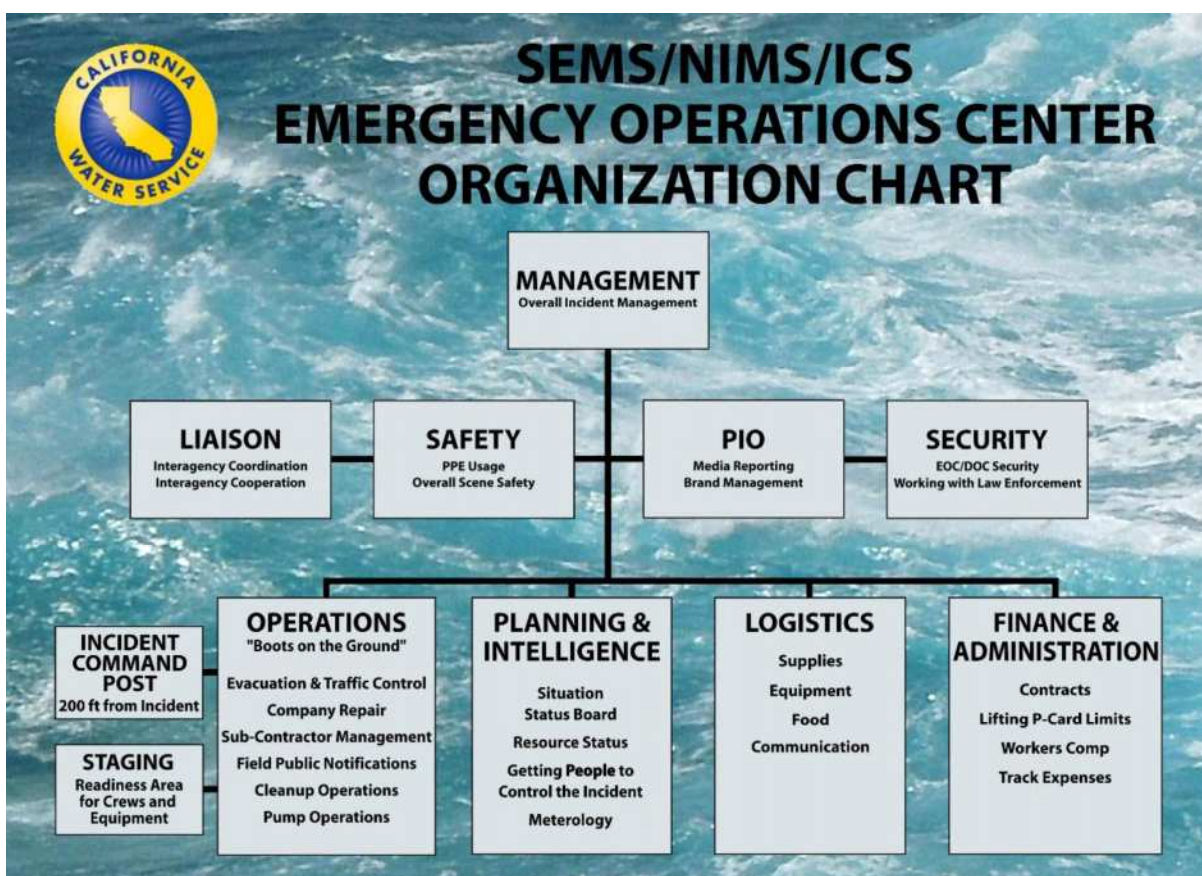 CALIFORNIA
WATER SERVICE
SEMS/NIMS/ICS
EMERGENCY OPERATIONS CENTER
ORGANIZATION CHART
MANAGEMENT
Overall Incident Management
LIAISON
Interagency Coordination
Interagency Cooperation
SAFETY
PPE Usage
Overall Scene Safety
PIO
Media Reporting
Brand Management
SECURITY
EOC/DOC Security
Working with Law Enforcement
INCIDENT
COMMAND
POST
200 ft from Incident
STAGING
Readiness Area
for Crews and
Equipment
OPERATIONS
"Boots on the Ground"
Evacuation & Traffic Control
Company Repair
Sub-Contractor Management
Field Public Notifications
Cleanup Operations
Pump Operations
PLANNING &
INTELLIGENCE
Situation
Status Board
Resource Status
Getting People to
Control the Incident
Meterology
LOGISTICS
Supplies
Equipment
Food
Communication
FINANCE &
ADMINISTRATION
Contracts
Lifting P-Card Limits
Workers Comp
Track Expenses